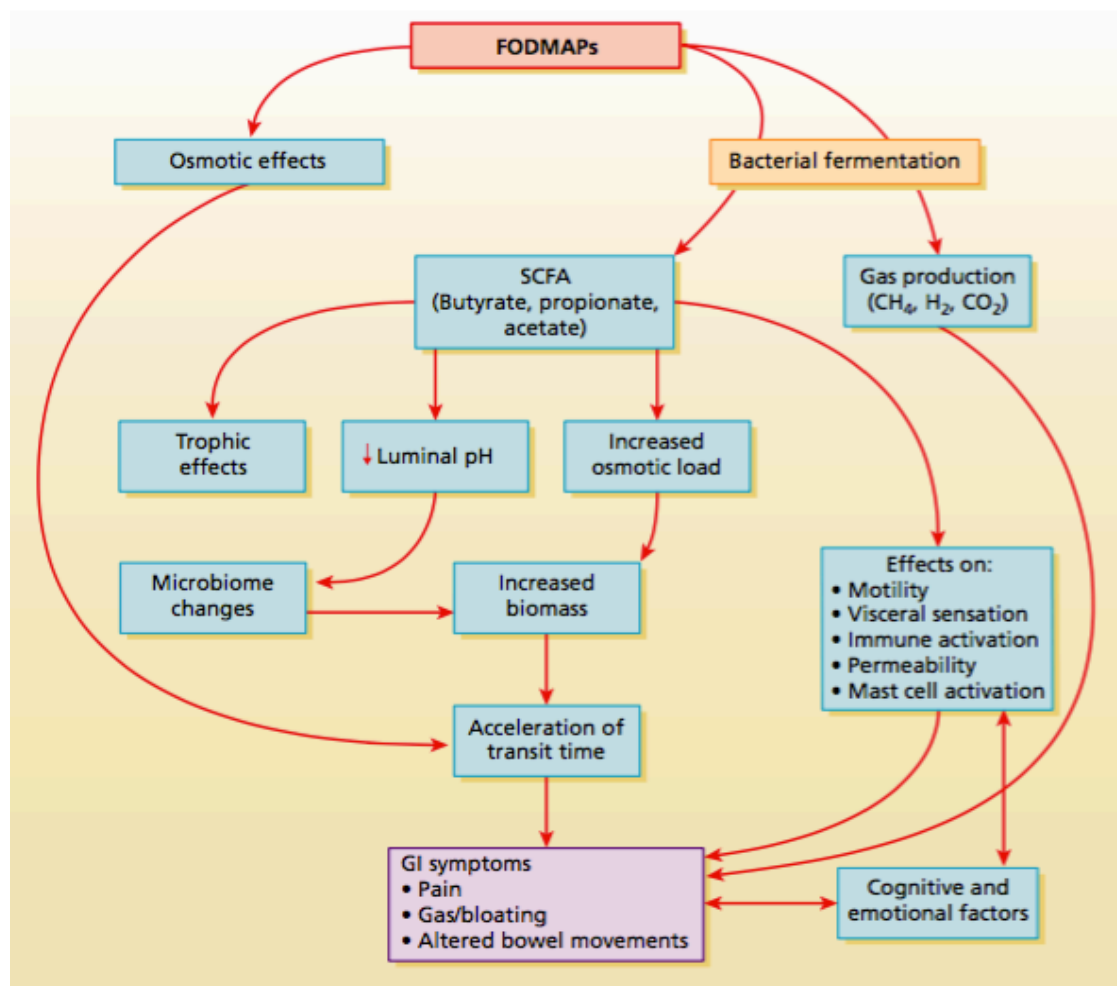 FODMAPs
Osmotic effects
Bacterial fermentation
SCFA
(Butyrate, propionate,
acetate)
Gas production
(CH₄, H₂, CO₂)
Trophic
effects
↓ Luminal pH
Increased
osmotic load
Microbiome
changes
Increased
biomass
Effects on:
• Motility
• Visceral sensation
• Immune activation
• Permeability
• Mast cell activation
Acceleration of
transit time
GI symptoms
• Pain
• Gas/bloating
• Altered bowel movements
Cognitive and
emotional factors